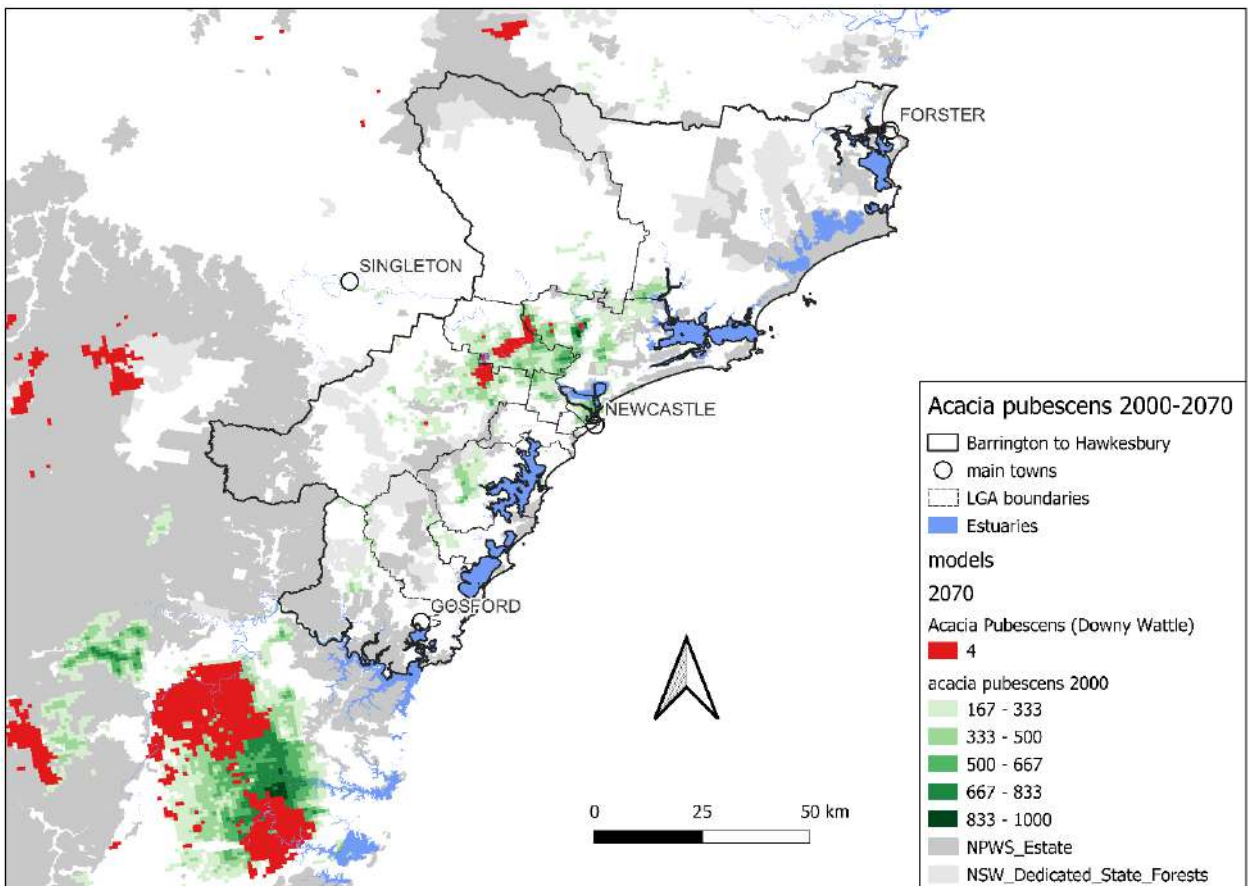 FORSTER
SINGLETON
NEWCASTLE
GOSFORD
0 25 50 km
Acacia pubescens 2000-2070
Barrington to Hawkesbury
main towns
LGA boundaries
Estuaries
models
2070
Acacia Pubescens (Downy Wattle)
4
acacia pubescens 2000
167 - 333
333 - 500
500 - 667
667 - 833
833 - 1000
NPWS_Estate
NSW_Dedicated_State_Forests